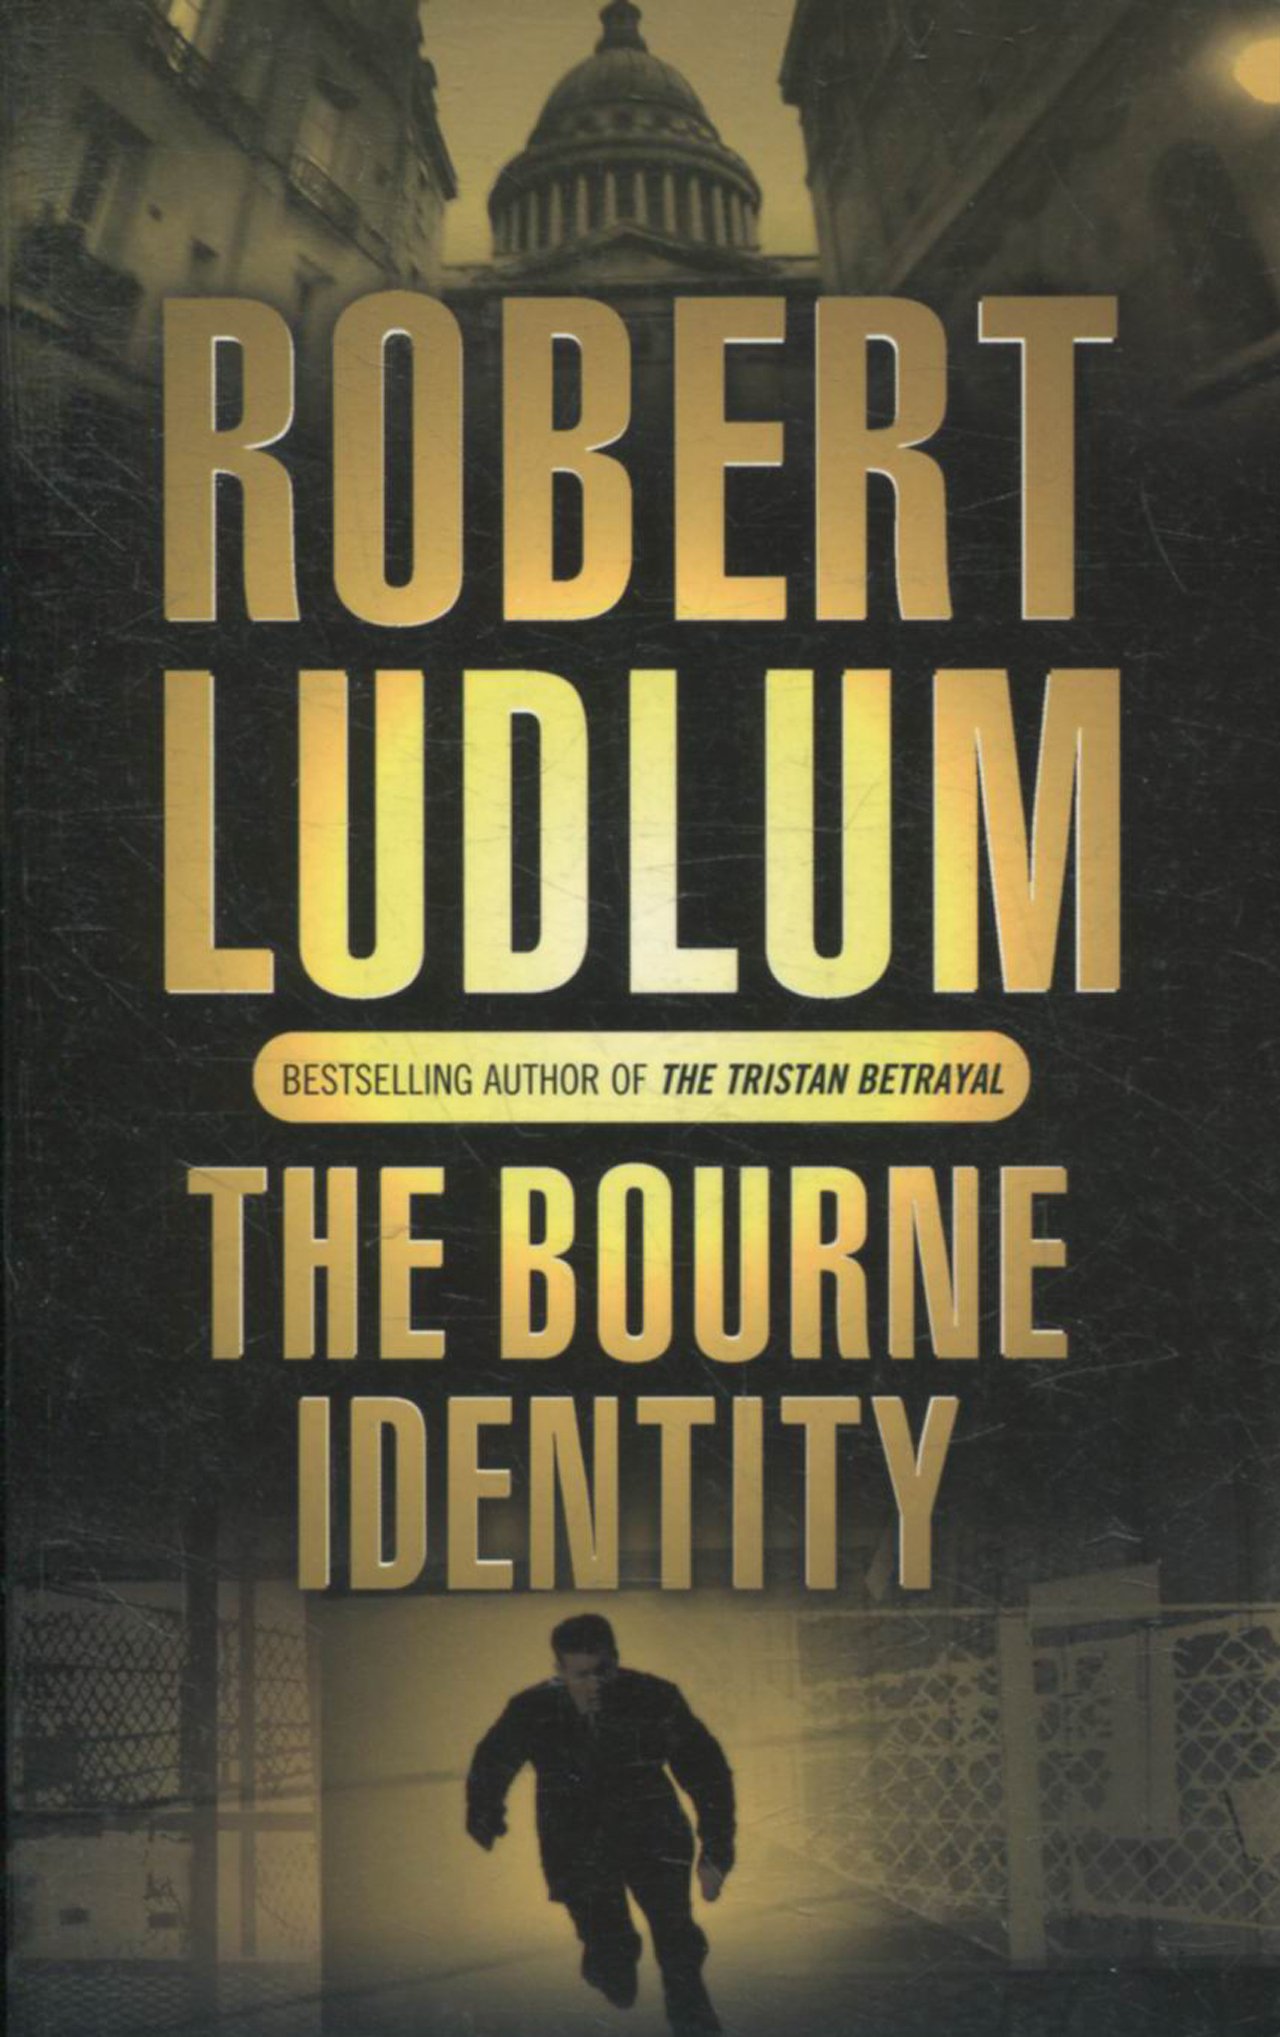 ROBERT
LUDLUM
BESTSELLING AUTHOR OF THE TRISTAN BETRAYAL
THE BOURNE
IDENTITY